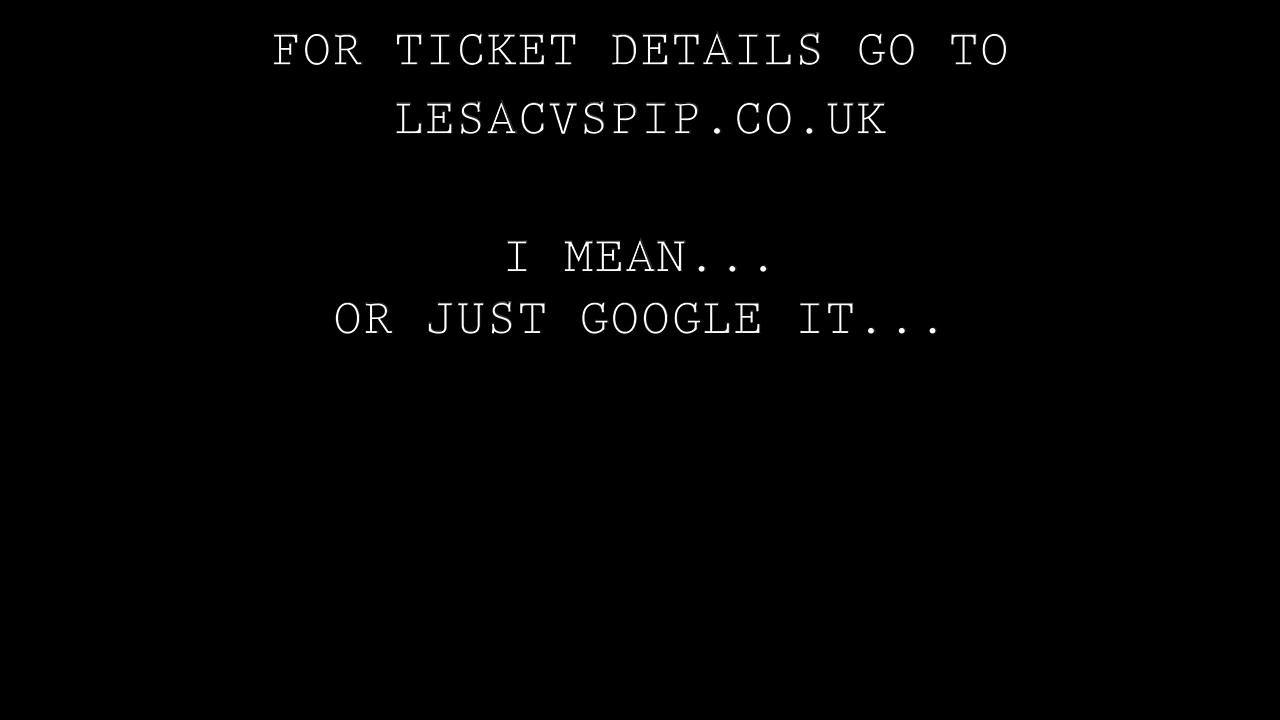 FOR TICKET DETAILS GO TO
LESACVSPIP.CO.UK
I MEAN...
OR JUST GOOGLE IT...